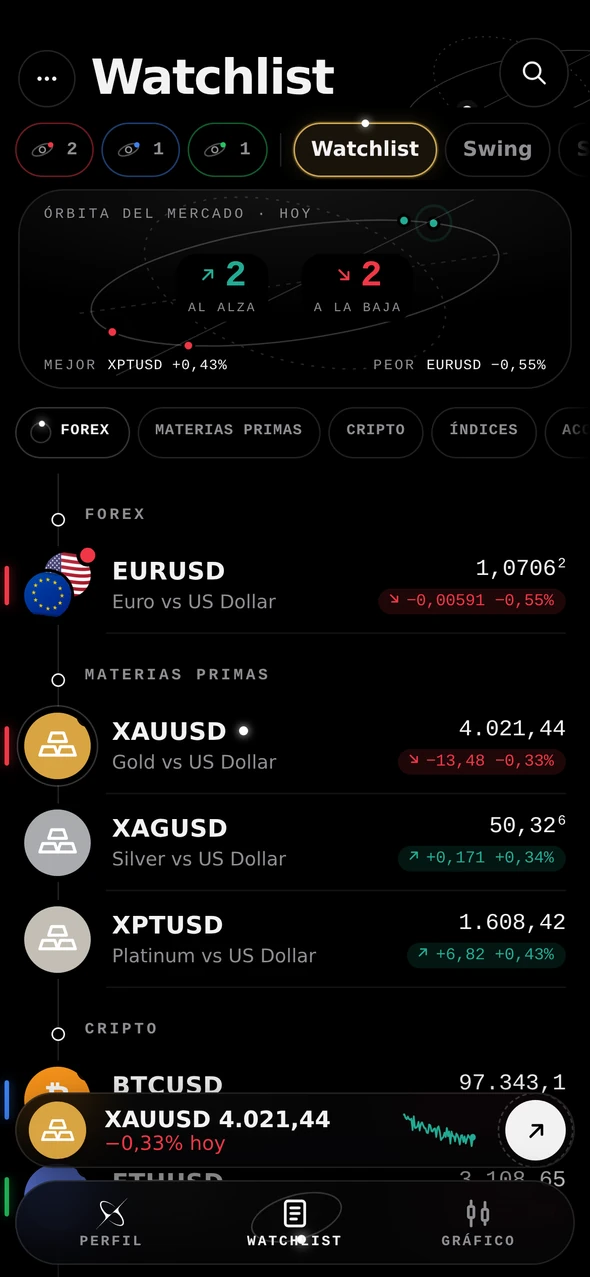 Watchlist
2 1 1 Watchlist Swing
ÓRBITA DEL MERCADO · HOY
2 2
AL ALZA A LA BAJA
MEJOR XPTUSD +0,43% PEOR EURUSD −0,55%
FOREX MATERIAS PRIMAS CRIPTO ÍNDICES
FOREX
EURUSD 1,0706²
Euro vs US Dollar −0,00591 −0,55%
MATERIAS PRIMAS
XAUUSD 4.021,44
Gold vs US Dollar −13,48 −0,33%
XAGUSD 50,32⁶
Silver vs US Dollar +0,171 +0,34%
XPTUSD 1.608,42
Platinum vs US Dollar +6,82 +0,43%
CRIPTO
BTCUSD 97.343,1
XAUUSD 4.021,44
−0,33% hoy
ETHUSD 3.108,65
PERFIL WATCHLIST GRÁFICO